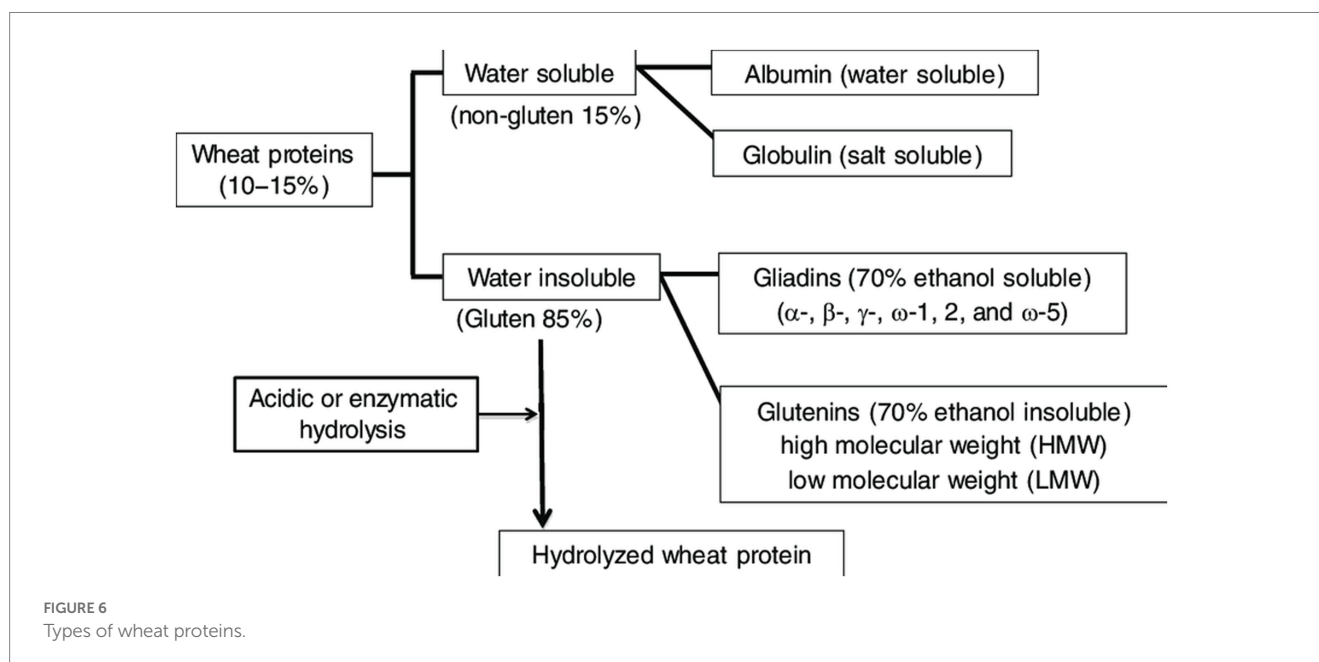 Water soluble
(non-gluten 15%)
Albumin (water soluble)
Globulin (salt soluble)
Wheat proteins
(10–15%)
Water insoluble
(Gluten 85%)
Gliadins (70% ethanol soluble)
(α-, β-, γ-, ω-1, 2, and ω-5)
Acidic or enzymatic
hydrolysis
Glutenins (70% ethanol insoluble)
high molecular weight (HMW)
low molecular weight (LMW)
Hydrolyzed wheat protein
FIGURE 6
Types of wheat proteins.